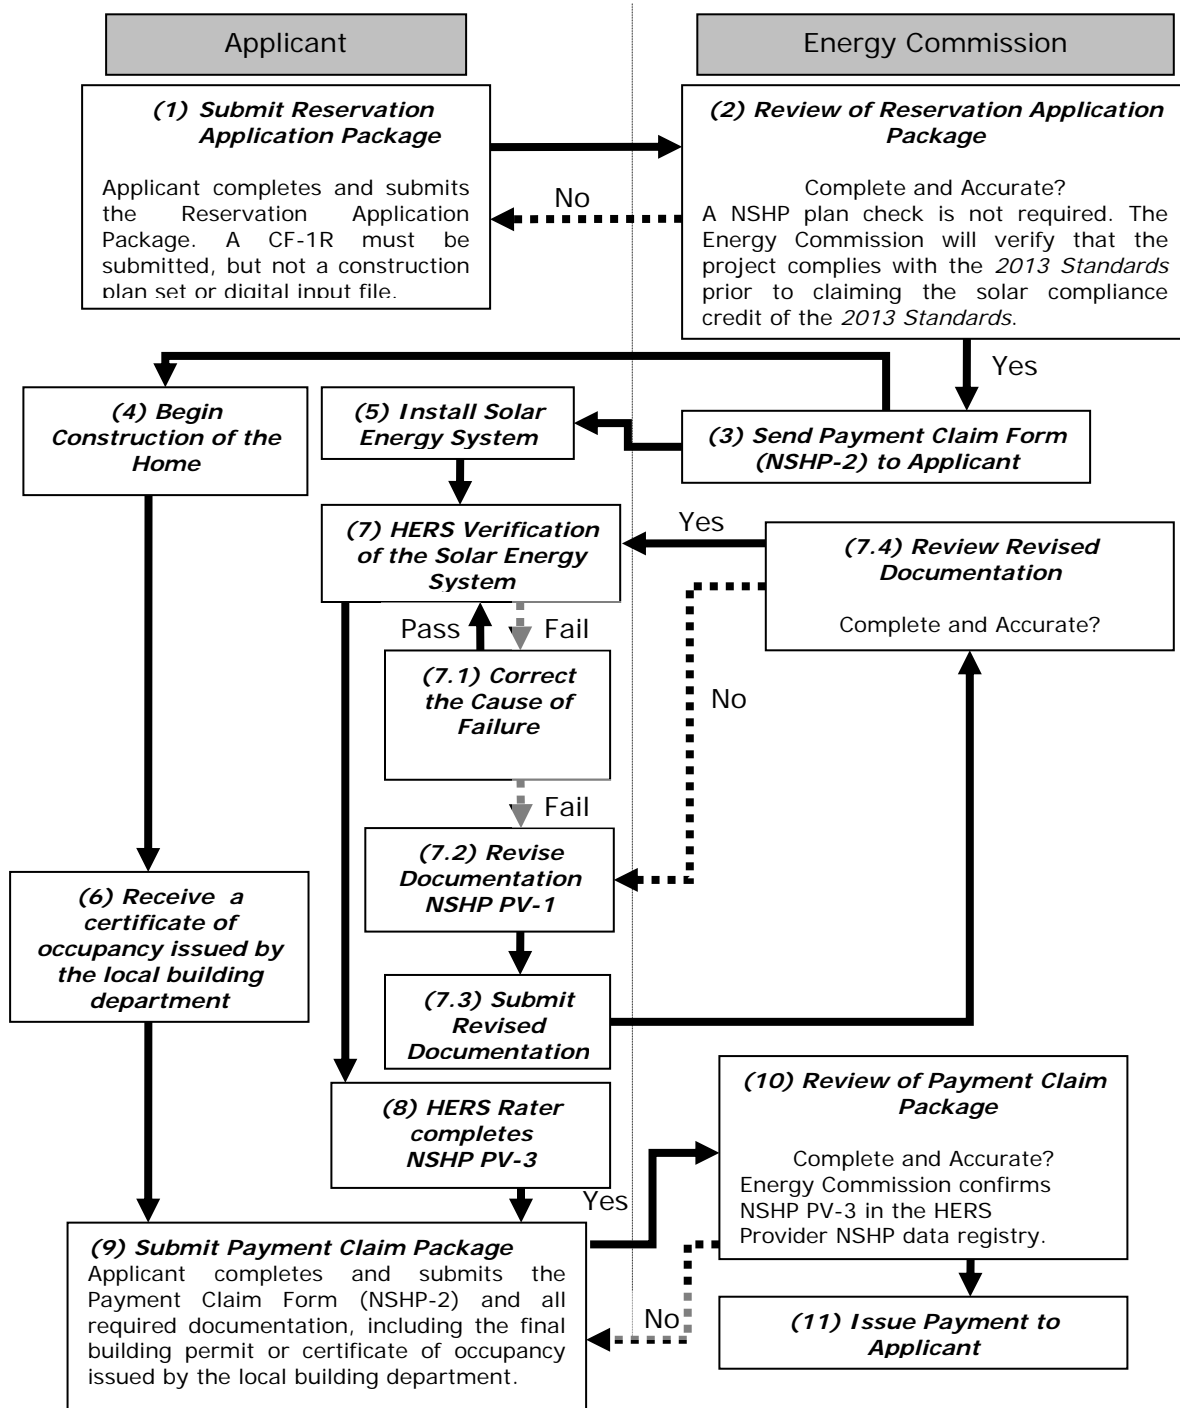 Applicant
Energy Commission
(1) Submit Reservation
Application Package
Applicant completes and submits
the Reservation Application
Package. A CF-1R must be
submitted, but not a construction
plan set or digital input file.
(2) Review of Reservation Application
Package
Complete and Accurate?
A NSHP plan check is not required. The
Energy Commission will verify that the
project complies with the 2013 Standards
prior to claiming the solar compliance
credit of the 2013 Standards.
No
Yes
(3) Send Payment Claim Form
(NSHP-2) to Applicant
(4) Begin
Construction of the
Home
(5) Install Solar
Energy System
(7) HERS Verification
of the Solar Energy
System
Yes
(7.4) Review Revised
Documentation
Complete and Accurate?
Pass
Fail
(7.1) Correct
the Cause of
Failure
No
Fail
(7.2) Revise
Documentation
NSHP PV-1
(6) Receive a
certificate of
occupancy issued by
the local building
department
(7.3) Submit
Revised
Documentation
(8) HERS Rater
completes
NSHP PV-3
(10) Review of Payment Claim
Package
Complete and Accurate?
Energy Commission confirms
NSHP PV-3 in the HERS
Provider NSHP data registry.
Yes
(9) Submit Payment Claim Package
Applicant completes and submits the
Payment Claim Form (NSHP-2) and all
required documentation, including the final
building permit or certificate of occupancy
issued by the local building department.
No
(11) Issue Payment to
Applicant